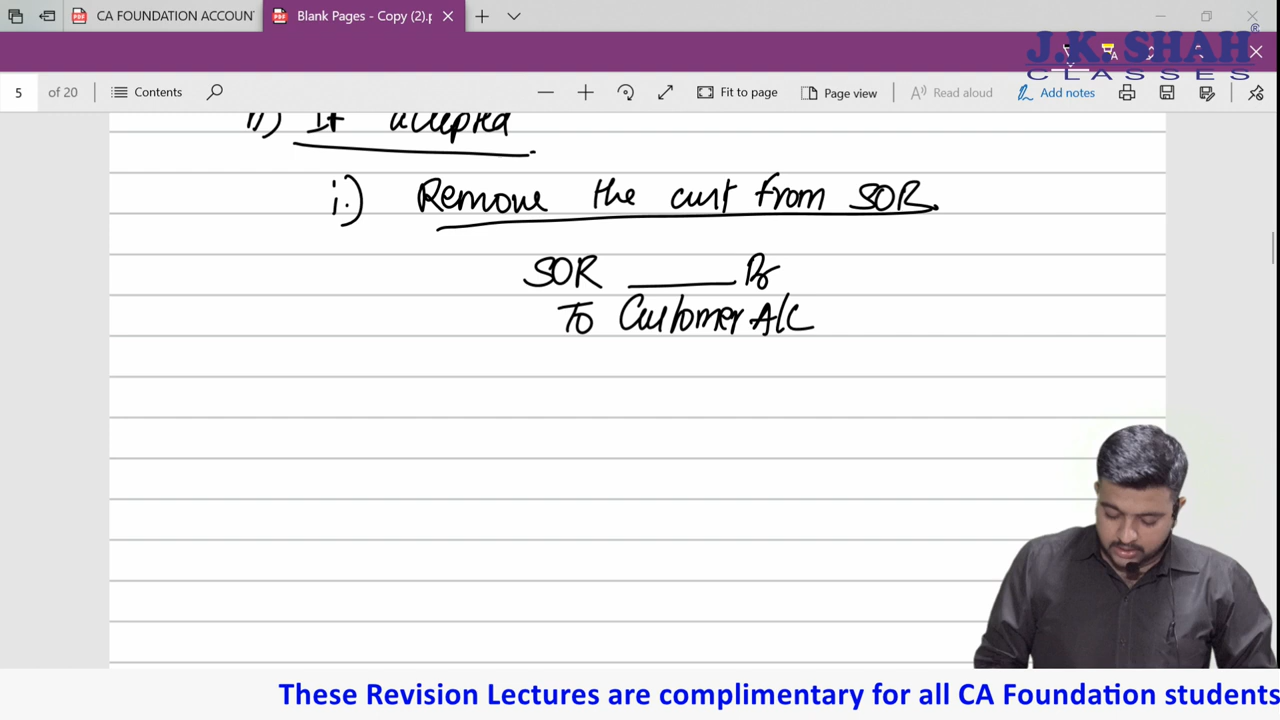 CA FOUNDATION ACCOUN
Blank Pages - Copy (2).p
J.K. SHAH®
CLASSES
5 of 20
Contents
Fit to page
Page view
Read aloud
Add notes
If accepted
i.) Remove the cust from SOR.
SOR ______ Dr
To Customer A/C
These Revision Lectures are complimentary for all CA Foundation students